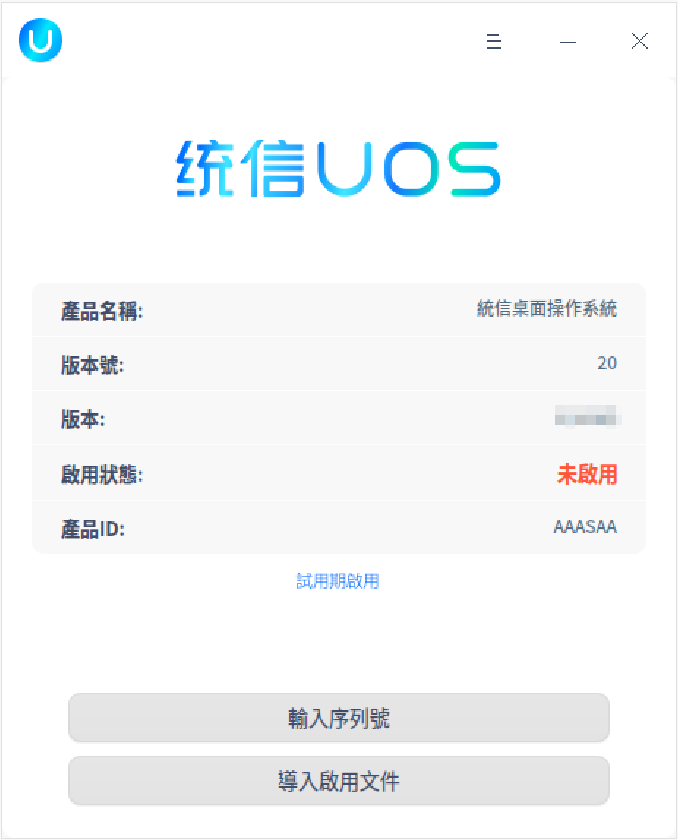 统信UOS
產品名稱: 統信桌面操作系統
版本號: 20
版本:
啟用狀態: 未啟用
產品ID: AAASAA
試用期啟用
輸入序列號
導入啟用文件